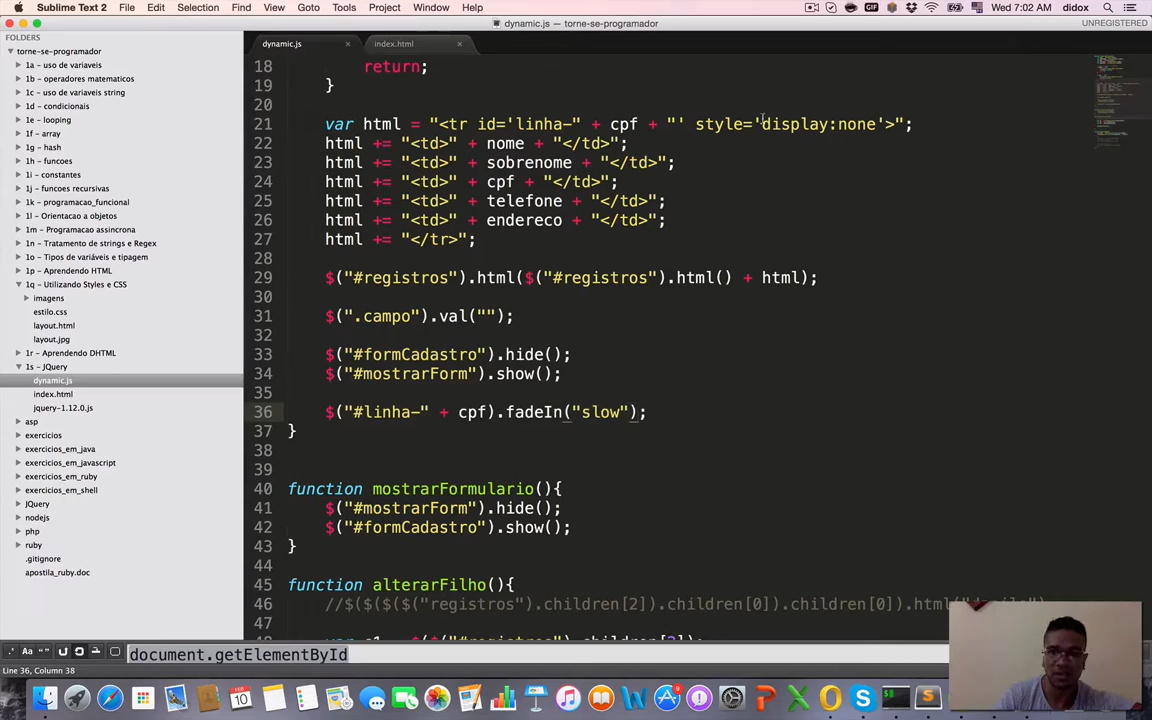 Sublime Text 2 File Edit Selection Find View Goto Tools Project Window Help
GIF Wed 7:02 AM didox
dynamic.js — torne-se-programador
UNREGISTERED
FOLDERS
torne-se-programador
1a - uso de variaveis
1b - operadores matematicos
1c - uso de variaveis string
1d - condicionais
1e - looping
1f - array
1g - hash
1h - funcoes
1i - constantes
1j - funcoes recursivas
1k - programacao_funcional
1l - Orientacao a objetos
1m - Programacao assincrona
1n - Tratamento de strings e Regex
1o - Tipos de variáveis e tipagem
1p - Aprendendo HTML
1q - Utilizando Styles e CSS
imagens
estilo.css
layout.html
layout.jpg
1r - Aprendendo DHTML
1s - JQuery
dynamic.js
index.html
jquery-1.12.0.js
asp
exercicios
exercicios_em_java
exercicios_em_javascript
exercicios_em_ruby
exercicios_em_shell
JQuery
nodejs
php
ruby
.gitignore
apostila_ruby.doc
dynamic.js × index.html ×
18 return;
19 }
20
21 var html = "<tr id='linha-" + cpf + "' style='display:none'>";
22 html += "<td>" + nome + "</td>";
23 html += "<td>" + sobrenome + "</td>";
24 html += "<td>" + cpf + "</td>";
25 html += "<td>" + telefone + "</td>";
26 html += "<td>" + endereco + "</td>";
27 html += "</tr>";
28
29 $("#registros").html($("#registros").html() + html);
30
31 $(".campo").val("");
32
33 $("#formCadastro").hide();
34 $("#mostrarForm").show();
35
36 $("#linha-" + cpf).fadeIn("slow");
37 }
38
39
40 function mostrarFormulario(){
41 $("#mostrarForm").hide();
42 $("#formCadastro").show();
43 }
44
45 function alterarFilho(){
46 //$($($($("registros").children[2]).children[0]).children[0]).html("danilo")
.* Aa "" document.getElementById
Line 36, Column 38